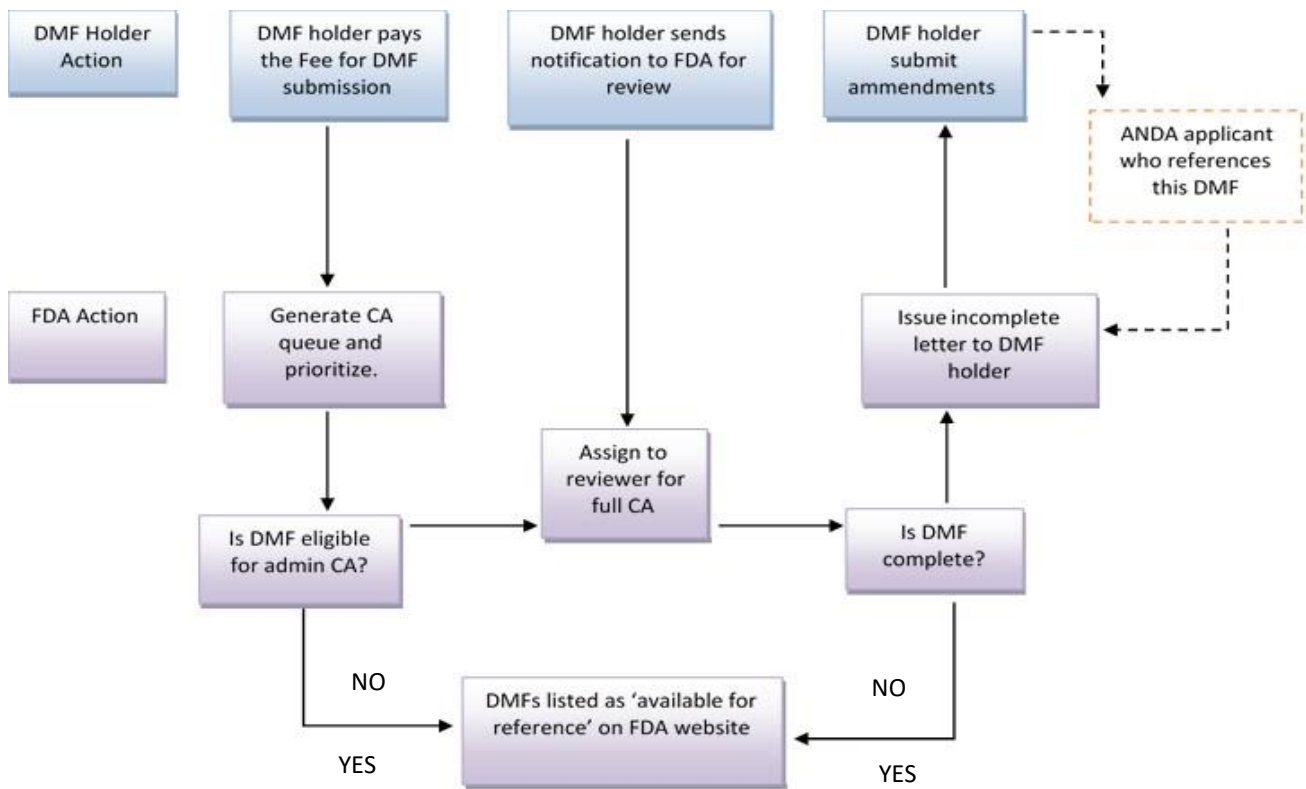 DMF Holder
Action
DMF holder pays
the Fee for DMF
submission
DMF holder sends
notification to FDA for
review
DMF holder
submit
ammendments
ANDA applicant
who references
this DMF
FDA Action
Generate CA
queue and
prioritize.
Issue incomplete
letter to DMF
holder
Assign to
reviewer for
full CA
Is DMF eligible
for admin CA?
Is DMF
complete?
NO
NO
DMFs listed as ‘available for
reference’ on FDA website
YES
YES